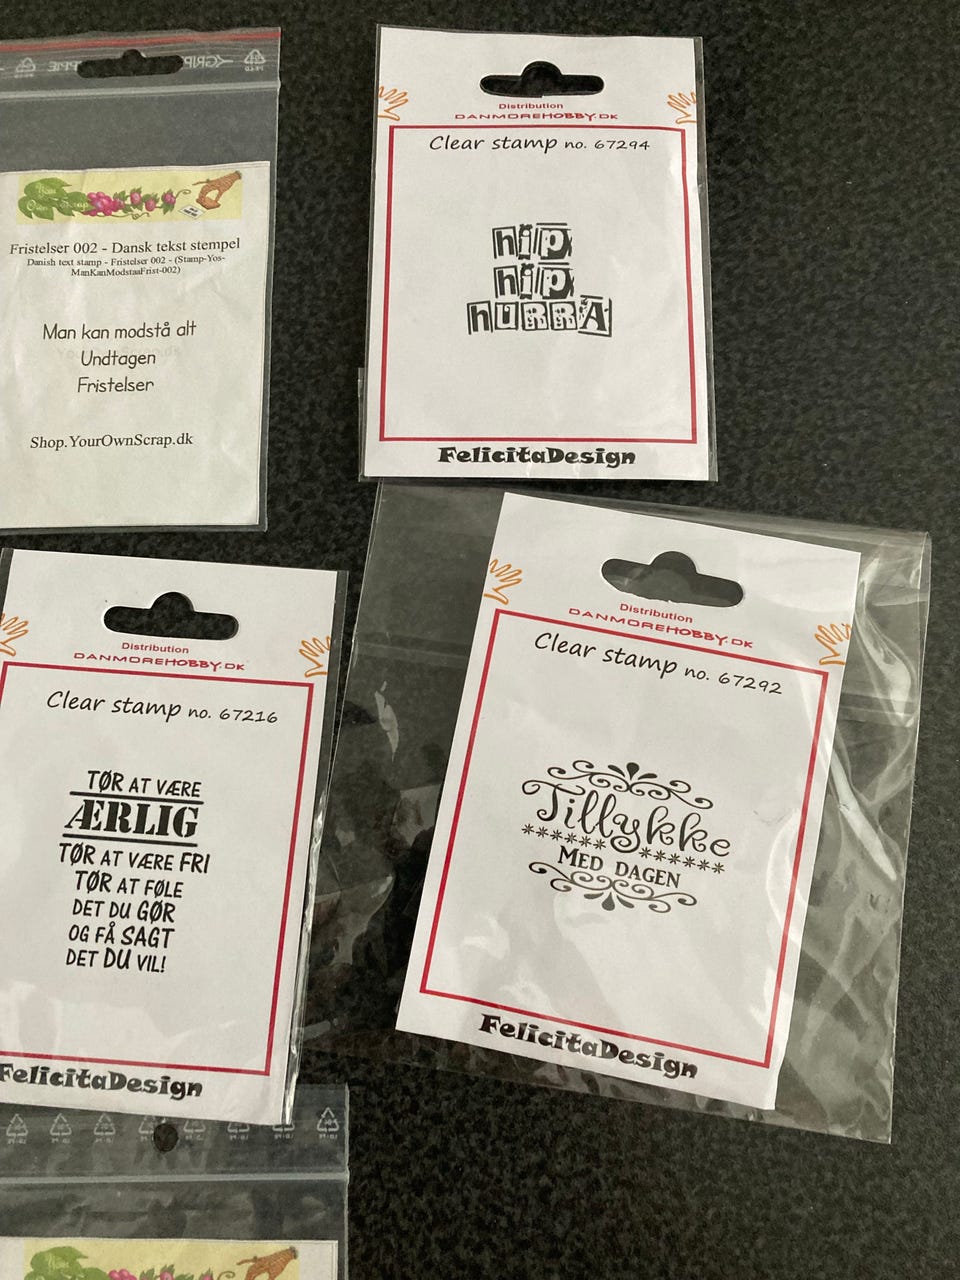 You
Own Scrap
Fristelser 002 - Dansk tekst stempel
Danish text stamp - Fristelser 002 - (Stamp-Yos-
ManKanModstaaFrist-002)
Man kan modstå alt
Undtagen
Fristelser
Shop.YourOwnScrap.dk
Distribution
DANMOREHOBBY.DK
Clear stamp no. 67294
hip
hip
hURRA
FelicitaDesign
Distribution
DANMOREHOBBY.DK
Clear stamp no. 67216
TØR AT VÆRE
ÆRLIG
TØR AT VÆRE FRI
TØR AT FØLE
DET DU GØR
OG FÅ SAGT
DET DU VIL!
FelicitaDesign
Distribution
DANMOREHOBBY.DK
Clear stamp no. 67292
Tillykke
MED DAGEN
FelicitaDesign